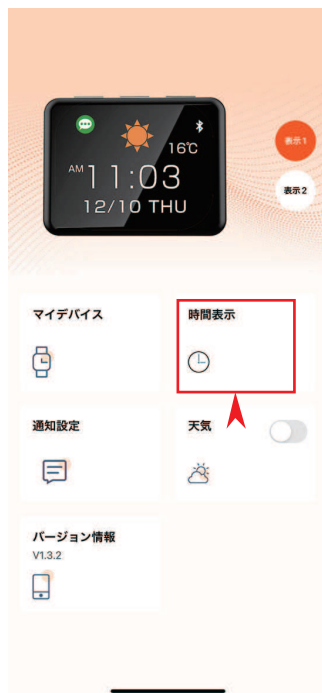 16℃
表示1
AM 11:03
表示2
12/10 THU
マイデバイス
時間表示
通知設定
天気
バージョン情報
V1.3.2